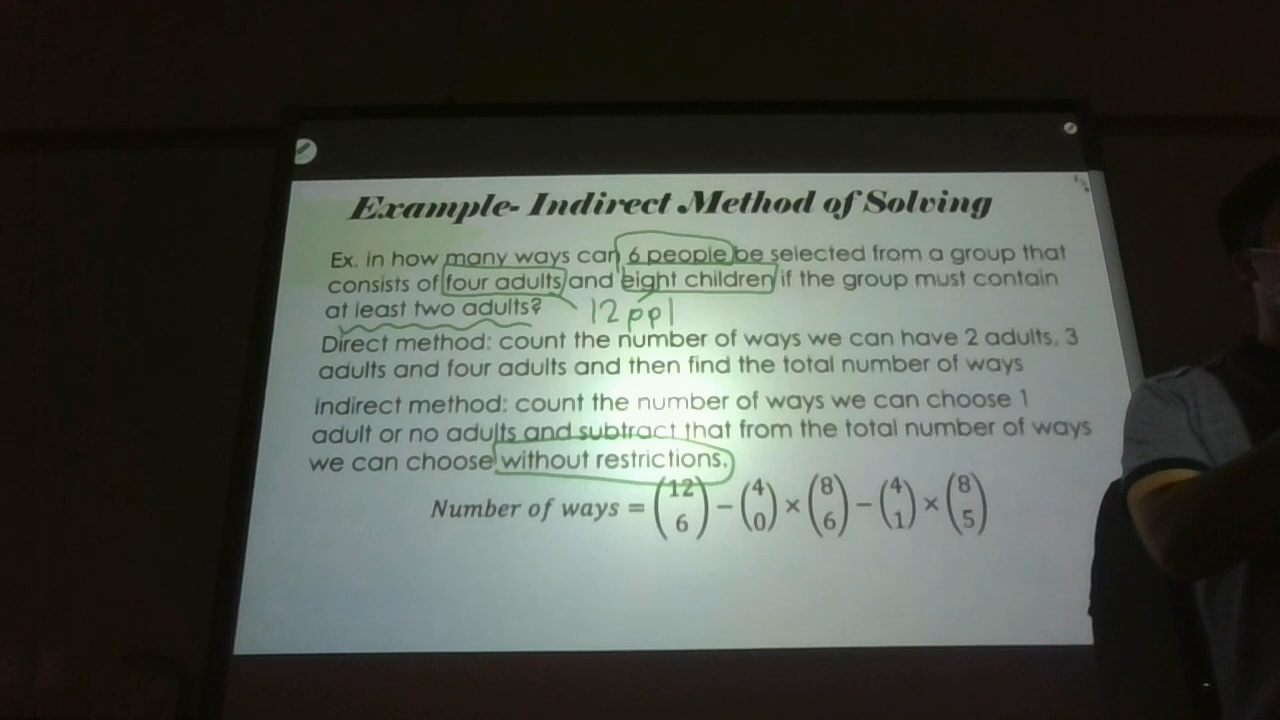 Example- Indirect Method of Solving
Ex. in how many ways can 6 people be selected from a group that
consists of four adults and eight children if the group must contain
at least two adults?
12 ppl
Direct method: count the number of ways we can have 2 adults, 3
adults and four adults and then find the total number of ways
Indirect method: count the number of ways we can choose 1
adult or no adults and subtract that from the total number of ways
we can choose without restrictions.
Number of ways = (12 6) − (4 0) × (8 6) − (4 1) × (8 5)